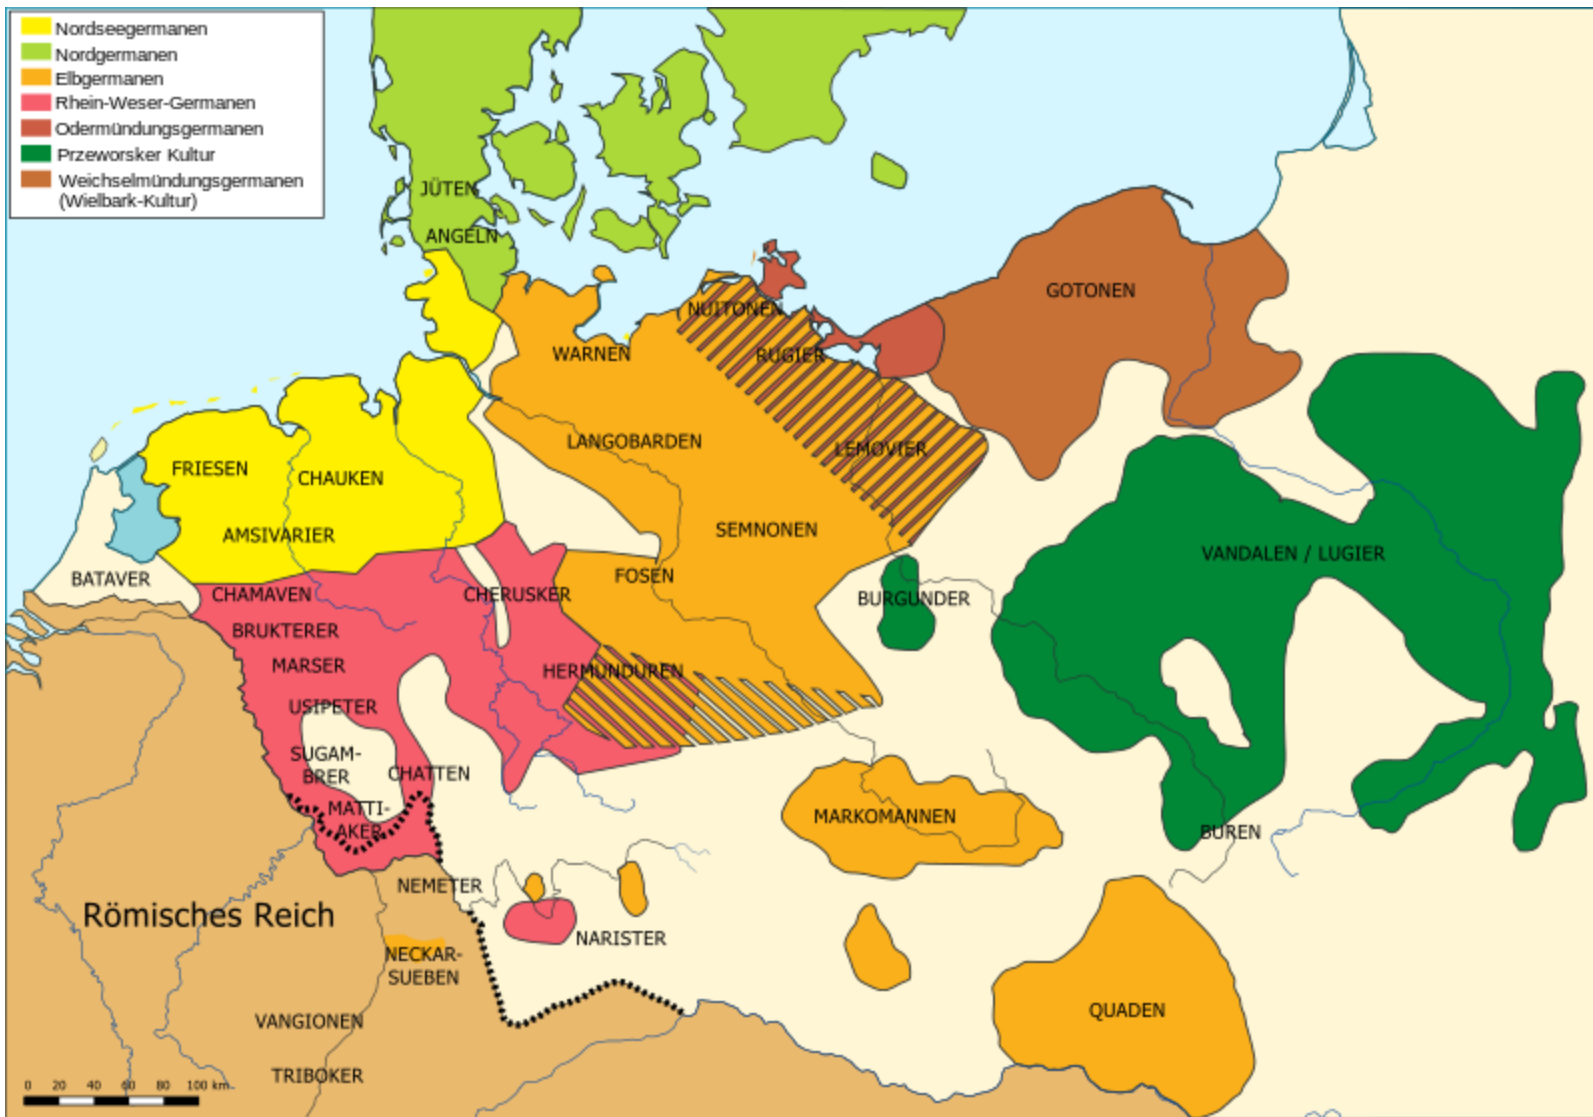 Nordseegermanen
Nordgermanen
Elbgermanen
Rhein-Weser-Germanen
Odermündungsgermanen
Przeworsker Kultur
Weichselmündungsgermanen
(Wielbark-Kultur)
JÜTEN
ANGELN
GOTONEN
NUITONEN
WARNEN
RUGIER
LANGOBARDEN
LEMOVIER
FRIESEN
CHAUKEN
AMSIVARIER
SEMNONEN
VANDALEN / LUGIER
BATAVER
FOSEN
CHAMAVEN
CHERUSKER
BURGUNDER
BRUKTERER
MARSER
HERMUNDUREN
USIPETER
SUGAM-
BRER
CHATTEN
MATTI-
AKER
MARKOMANNEN
BUREN
NEMETER
Römisches Reich
NARISTER
NECKAR-
SUEBEN
QUADEN
VANGIONEN
TRIBOKER
0 20 40 60 80 100 km